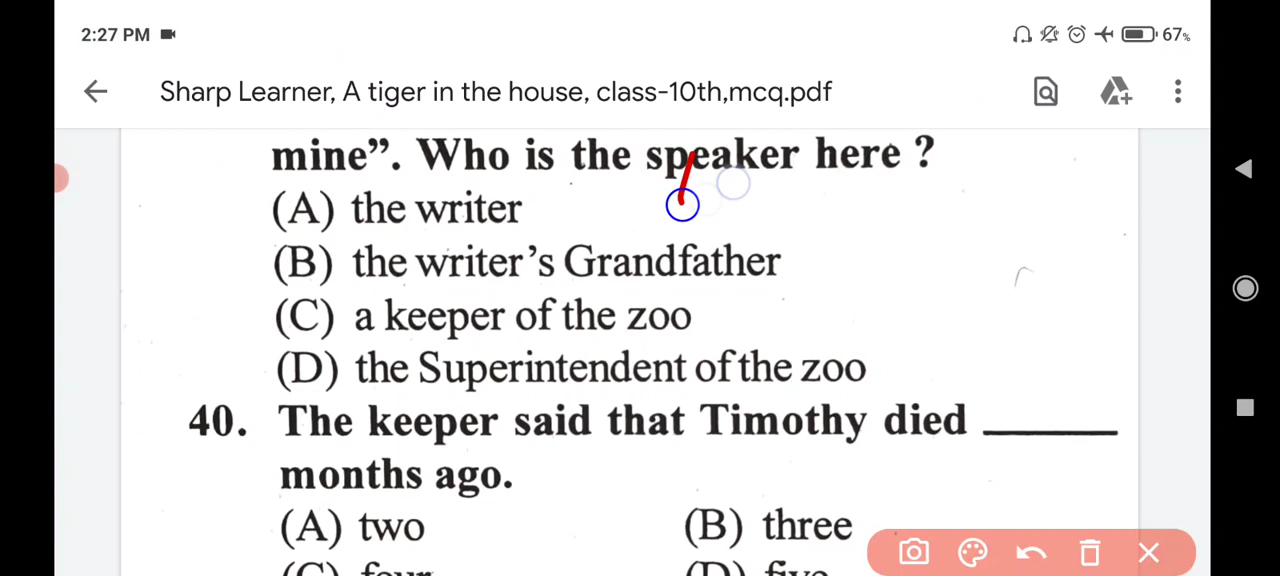 2:27 PM
67%
Sharp Learner, A tiger in the house, class-10th,mcq.pdf
mine”. Who is the speaker here ?
(A) the writer
(B) the writer’s Grandfather
(C) a keeper of the zoo
(D) the Superintendent of the zoo
40. The keeper said that Timothy died ______
months ago.
(A) two (B) three
(C) four (D) five